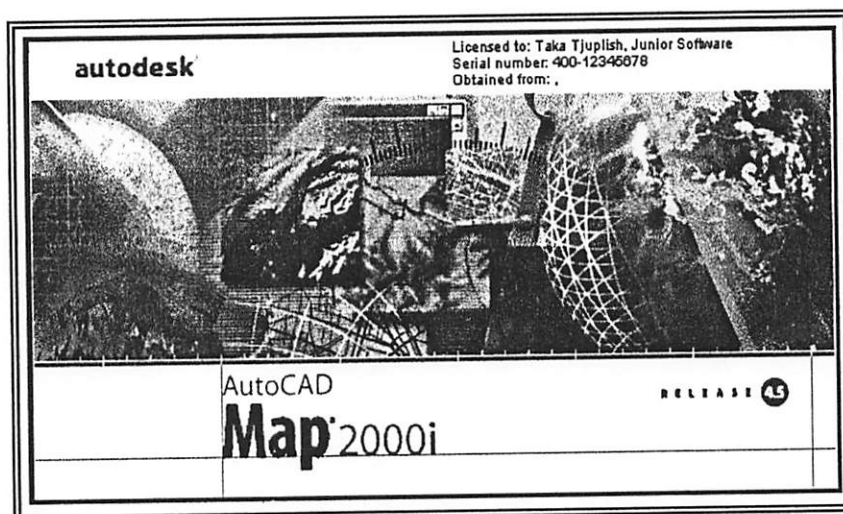 Licensed to: Taka Tjuplish, Junior Software
Serial number: 400-12345678
Obtained from: ,
autodesk
AutoCAD
Map 2000i
RELEASE 4.5